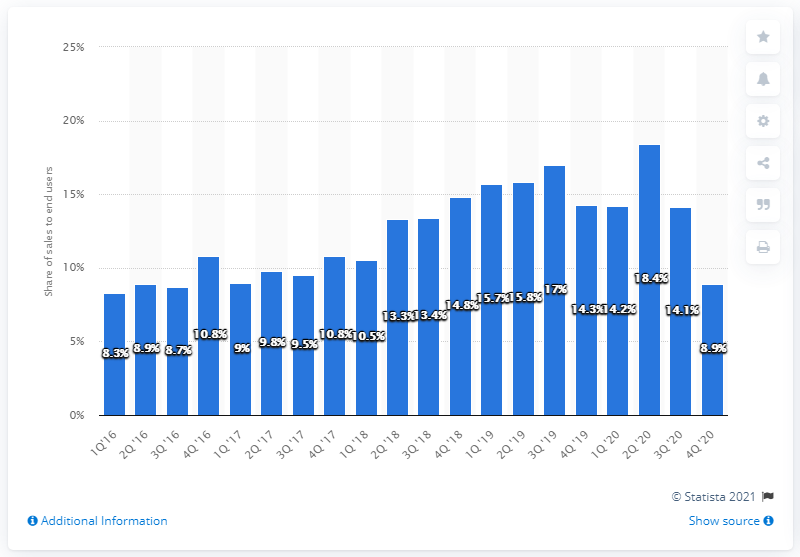 25%
20%
15%
10%
5%
0%
Share of sales to end users
8.3%
8.9%
8.7%
10.8%
9%
9.8%
9.5%
10.8%
10.5%
13.3%
13.4%
14.8%
15.7%
15.8%
17%
14.3%
14.2%
18.4%
14.1%
8.9%
1Q '16
2Q '16
3Q '16
4Q '16
1Q '17
2Q '17
3Q '17
4Q '17
1Q '18
2Q '18
3Q '18
4Q '18
1Q '19
2Q '19
3Q '19
4Q '19
1Q '20
2Q '20
3Q '20
4Q '20
© Statista 2021
Additional Information
Show source